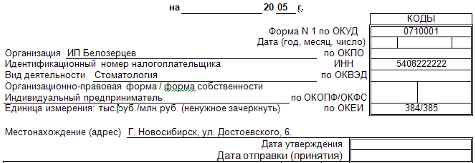 на 20 05 г.
КОДЫ
Форма N 1 по ОКУД 0710001
Дата (год, месяц, число)
Организация ИП Белозерцев по ОКПО
Идентификационный номер налогоплательщика ИНН 5408222222
Вид деятельности Стоматология по ОКВЭД
Организационно-правовая форма / форма собственности
Индивидуальный предприниматель по ОКОПФ/ОКФС
Единица измерения: тыс.руб./млн.руб. (ненужное зачеркнуть) по ОКЕИ 384/385
Местонахождение (адрес) Г. Новосибирск, ул. Достоевского, 6.
Дата утверждения
Дата отправки (принятия)